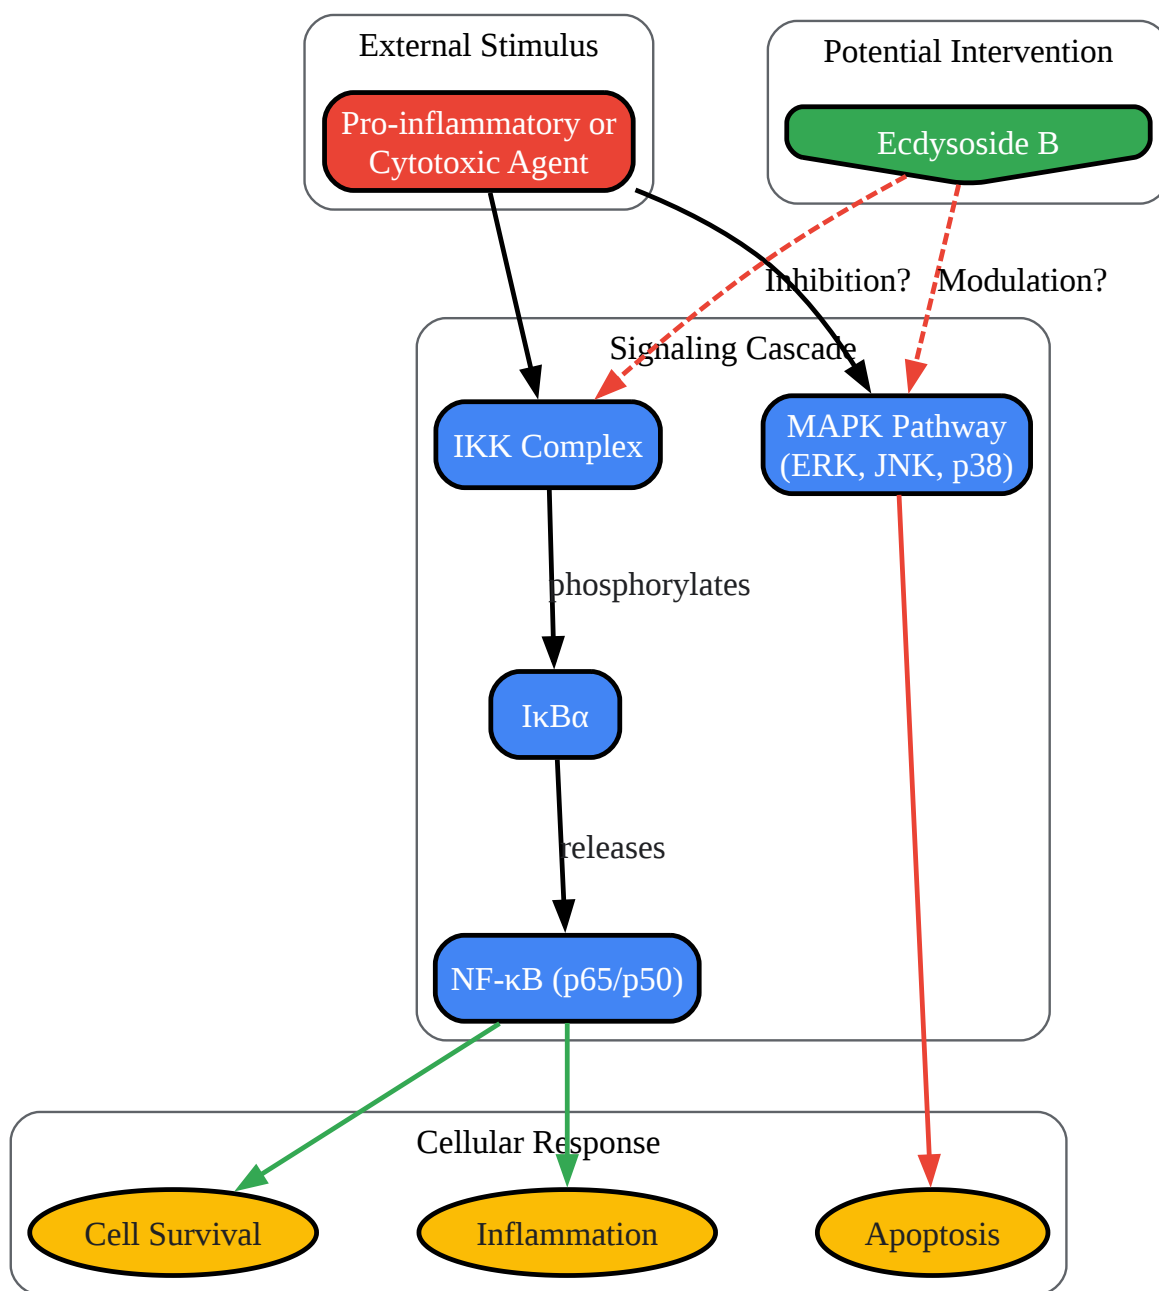 External Stimulus
Potential Intervention
Pro-inflammatory or
Cytotoxic Agent
Ecdysoside B
Inhibition?
Modulation?
Signaling Cascade
IKK Complex
MAPK Pathway
(ERK, JNK, p38)
phosphorylates
IκBα
releases
NF-κB (p65/p50)
Cellular Response
Cell Survival
Inflammation
Apoptosis